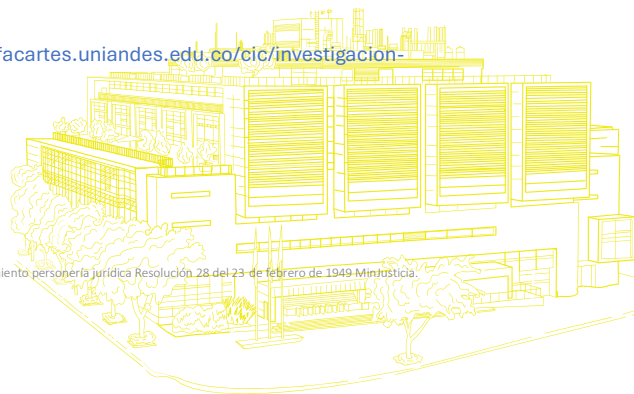 facartes.uniandes.edu.co/cic/investigacion-
iento personería jurídica Resolución 28 del 23 de febrero de 1949 MinJusticia.